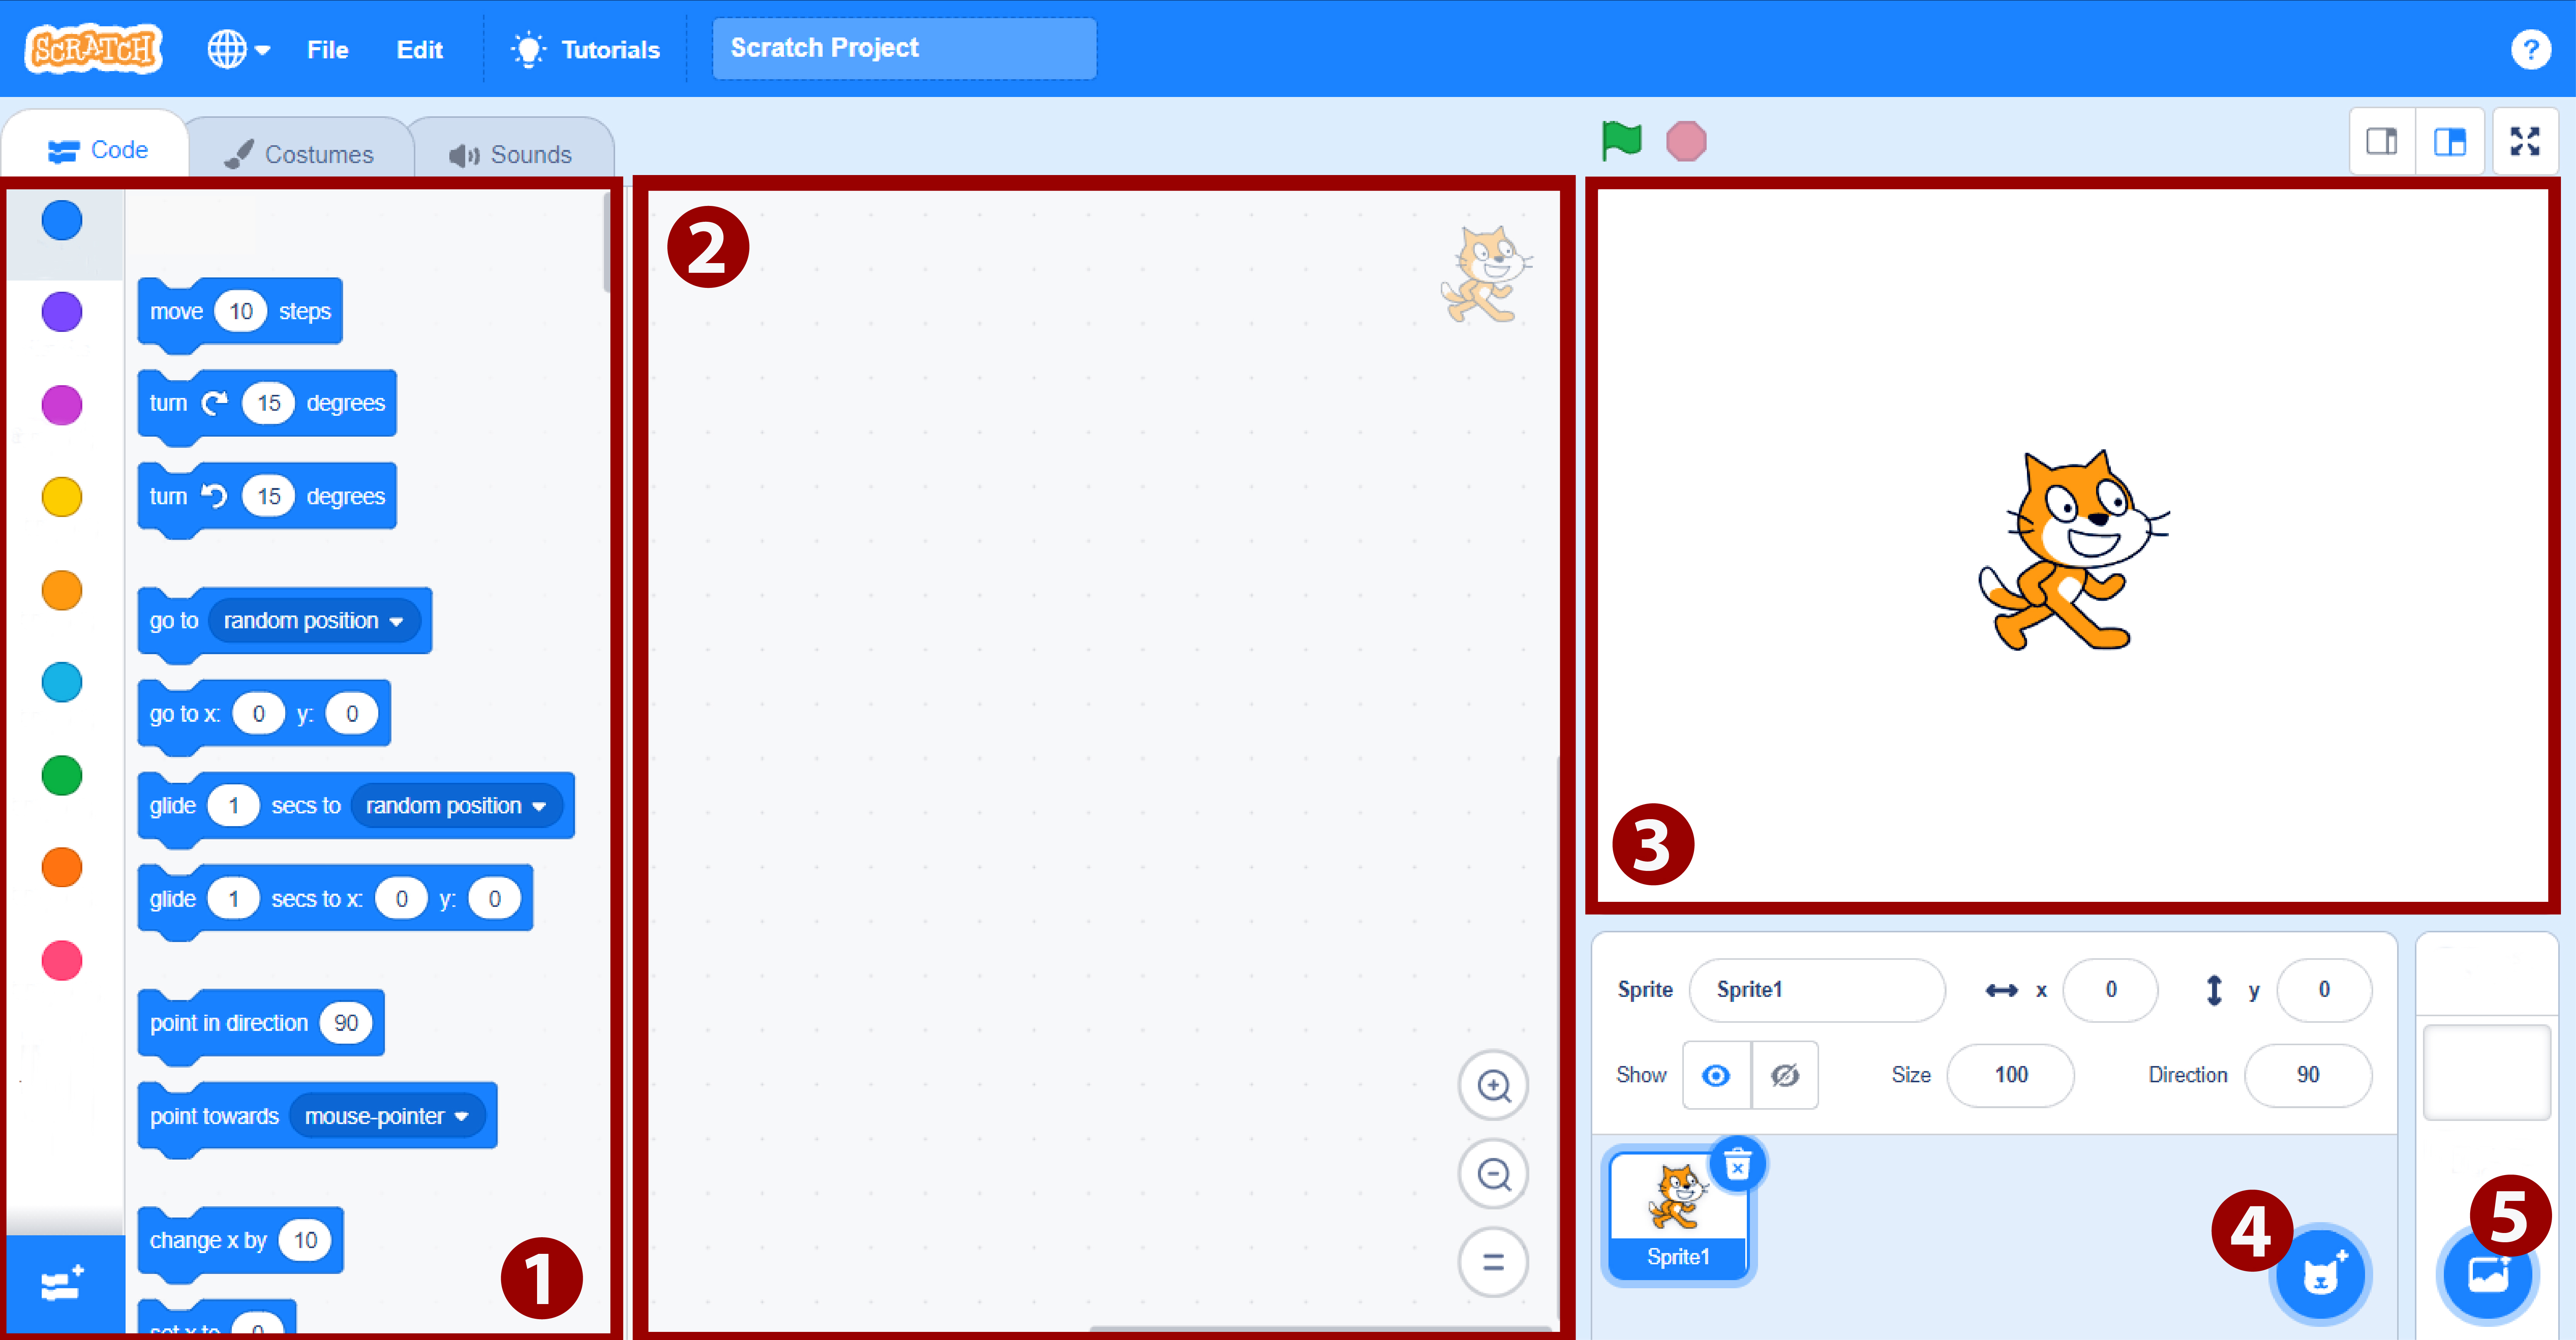 SCRATCH File Edit Tutorials Scratch Project ?
Code Costumes Sounds
move 10 steps
turn 15 degrees
turn 15 degrees
go to random position
go to x: 0 y: 0
glide 1 secs to random position
glide 1 secs to x: 0 y: 0
point in direction 90
point towards mouse-pointer
change x by 10
set x to 0
1
2
=
3
Sprite Sprite1 x 0 y 0
Show Size 100 Direction 90
Sprite1
4
5